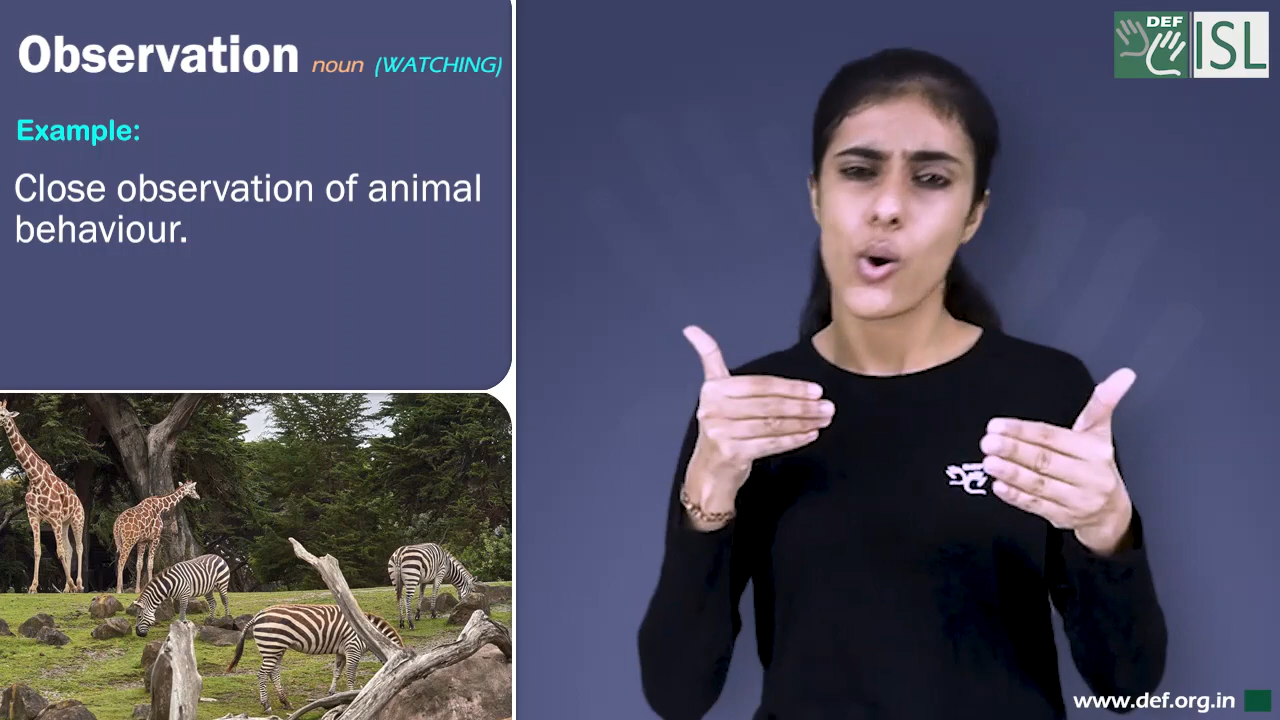 Observation noun (WATCHING)
Example:
Close observation of animal
behaviour.
DEF
ISL
www.def.org.in